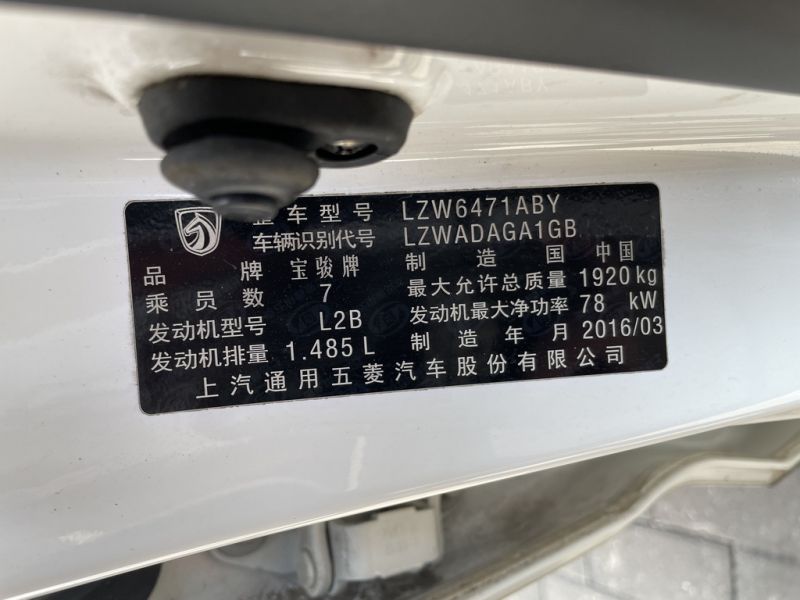 整车型号 LZW6471ABY
车辆识别代号 LZWADAGA1GB
品牌 宝骏牌 制造国 中国
乘员数 7 最大允许总质量 1920kg
发动机型号 L2B 发动机最大净功率 78 kW
发动机排量 1.485L 制造年月 2016/03
上汽通用五菱汽车股份有限公司